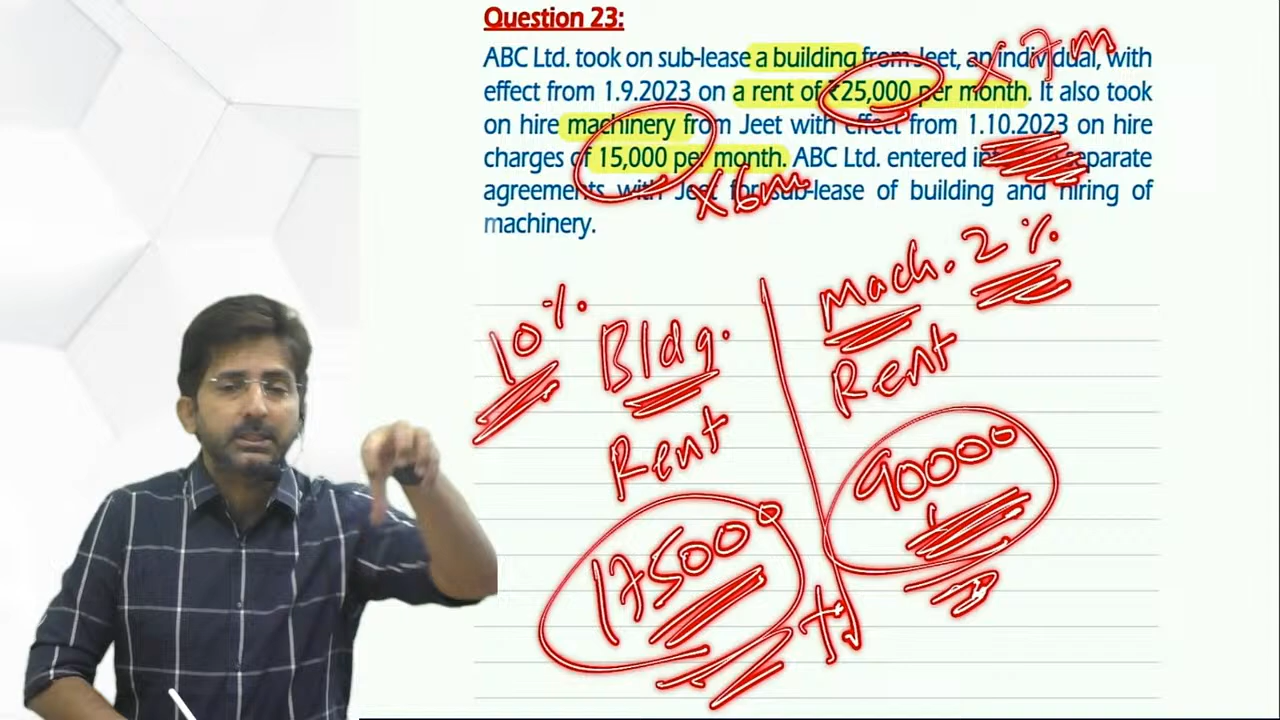 Question 23:
ABC Ltd. took on sub-lease a building from Jeet, an individual, with
effect from 1.9.2023 on a rent of ₹25,000 per month. It also took
on hire machinery from Jeet with effect from 1.10.2023 on hire
charges of 15,000 per month. ABC Ltd. entered separate
agreements with Jeet for sub-lease of building and hiring of
machinery.
x 7m
x 6m
10% Bldg.
Rent
175000
Mach. 2%
Rent
90000
+